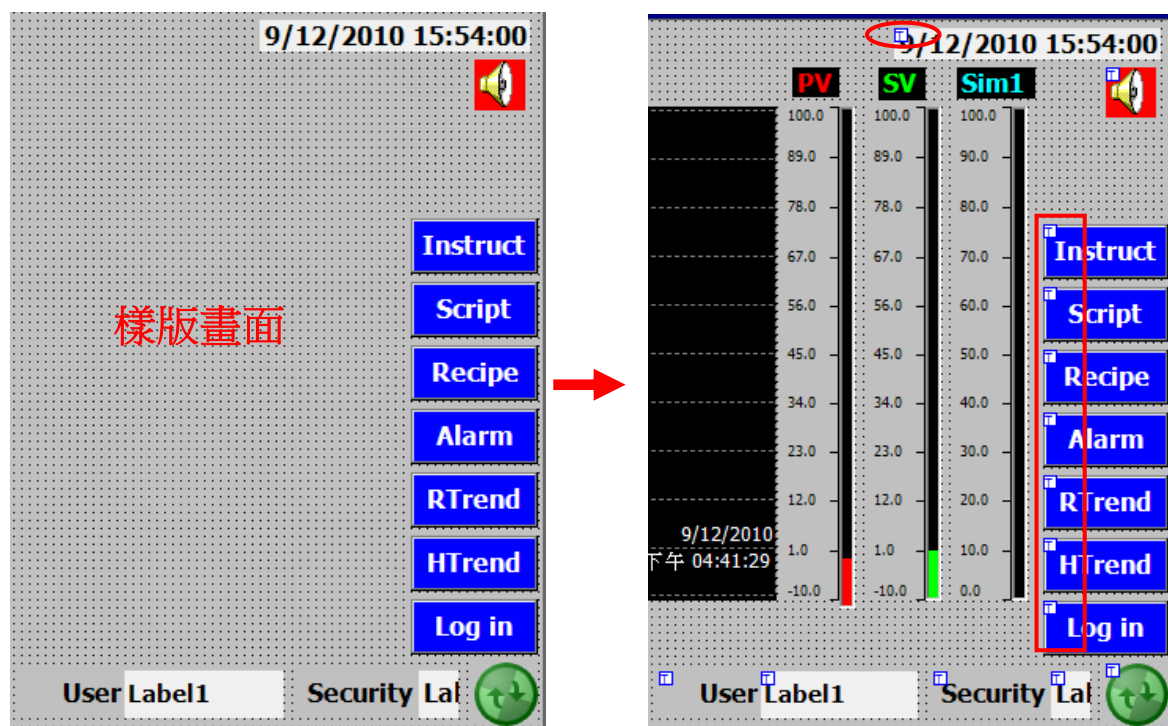 9/12/2010 15:54:00
Instruct
Script
樣版畫面
Recipe
Alarm
RTrend
HTrend
Log in
User Label1 Security Lal
9/12/2010 15:54:00
PV SV Sim1
100.0 100.0 100.0
89.0 89.0 90.0
78.0 78.0 80.0
67.0 67.0 70.0 Instruct
56.0 56.0 60.0 Script
45.0 45.0 50.0 Recipe
34.0 34.0 40.0
Alarm
23.0 23.0 30.0
12.0 12.0 20.0 RTrend
9/12/2010
1.0 1.0 10.0
下午 04:41:29 HTrend
-10.0 -10.0 0.0
Log in
User Label1 Security Lal